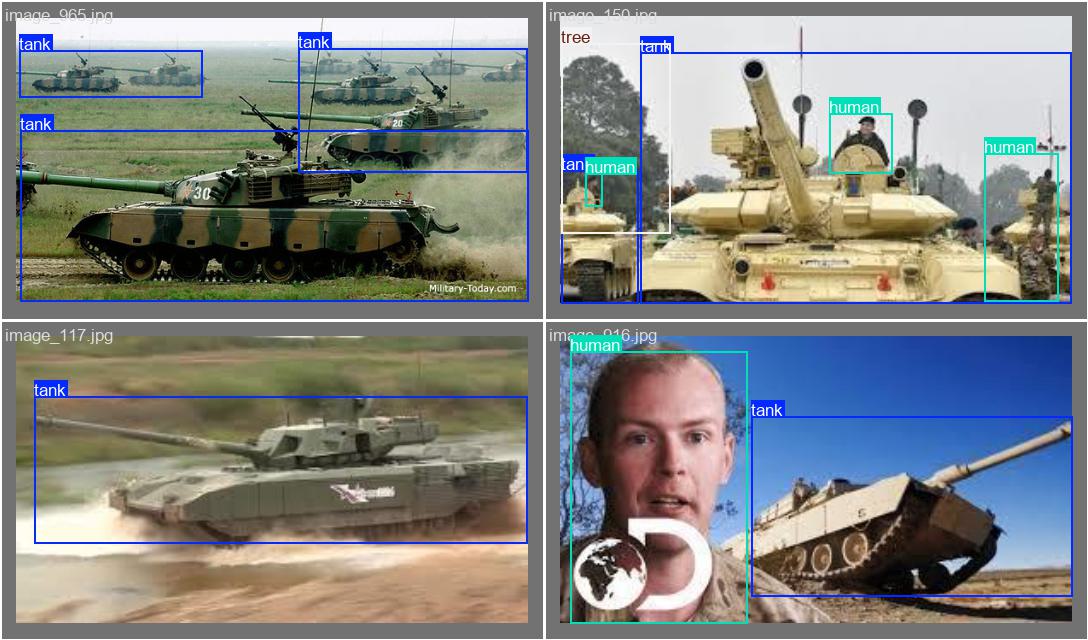 image_965.jpg
tank
tank
tank
30
20
Military-Today.com
image_150.jpg
tree
tank
human
human
tan
human
image_117.jpg
tank
image_916.jpg
human
tank